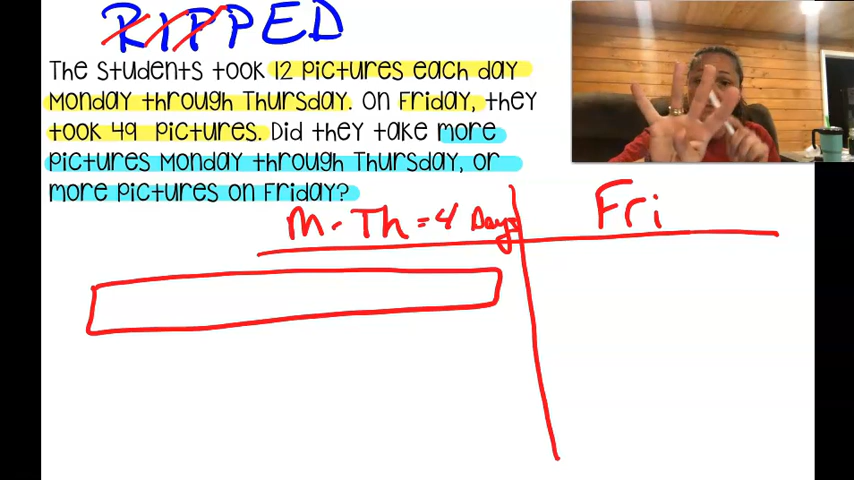 RIPPED
The students took 12 pictures each day
Monday through Thursday. On Friday, they
took 49 pictures. Did they take more
pictures Monday through Thursday, or
more pictures on Friday?
M - Th = 4 Days
Fri